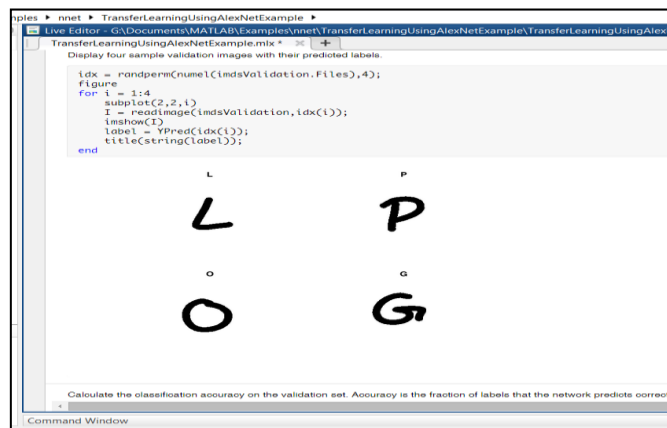 nples ▸ nnet ▸ TransferLearningUsingAlexNetExample ▸
Live Editor - G:\Documents\MATLAB\Examples\nnet\TransferLearningUsingAlexNetExample\TransferLearningUsingAlex
TransferLearningUsingAlexNetExample.mlx * × +
Display four sample validation images with their predicted labels.
idx = randperm(numel(imdsValidation.Files),4);
figure
for i = 1:4
subplot(2,2,i)
I = readimage(imdsValidation,idx(i));
imshow(I)
label = YPred(idx(i));
title(string(label));
end
L P
L P
O G
O G
Calculate the classification accuracy on the validation set. Accuracy is the fraction of labels that the network predicts correc
Command Window